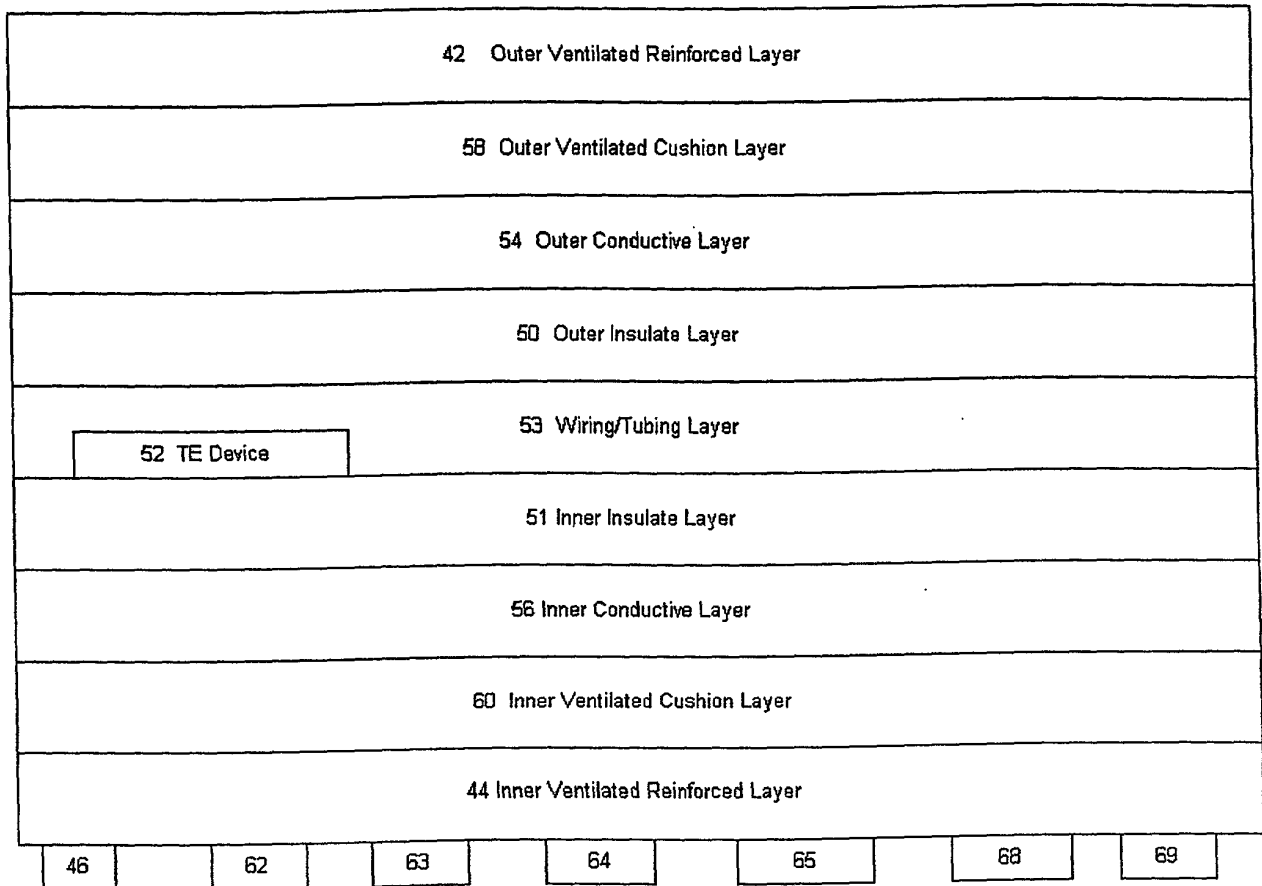 42 Outer Ventilated Reinforced Layer
58 Outer Ventilated Cushion Layer
54 Outer Conductive Layer
50 Outer Insulate Layer
53 Wiring/Tubing Layer
52 TE Device
51 Inner Insulate Layer
56 Inner Conductive Layer
60 Inner Ventilated Cushion Layer
44 Inner Ventilated Reinforced Layer
46 62 63 64 65 68 69